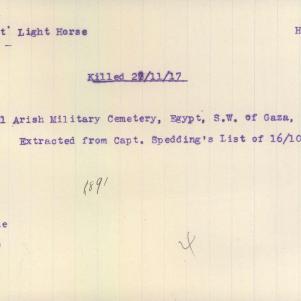 t' Light Horse H
Killed 2?/11/17
l Arish Military Cemetery, Egypt, S.W. of Gaza,
Extracted from Capt. Spedding's List of 16/10
1891
e